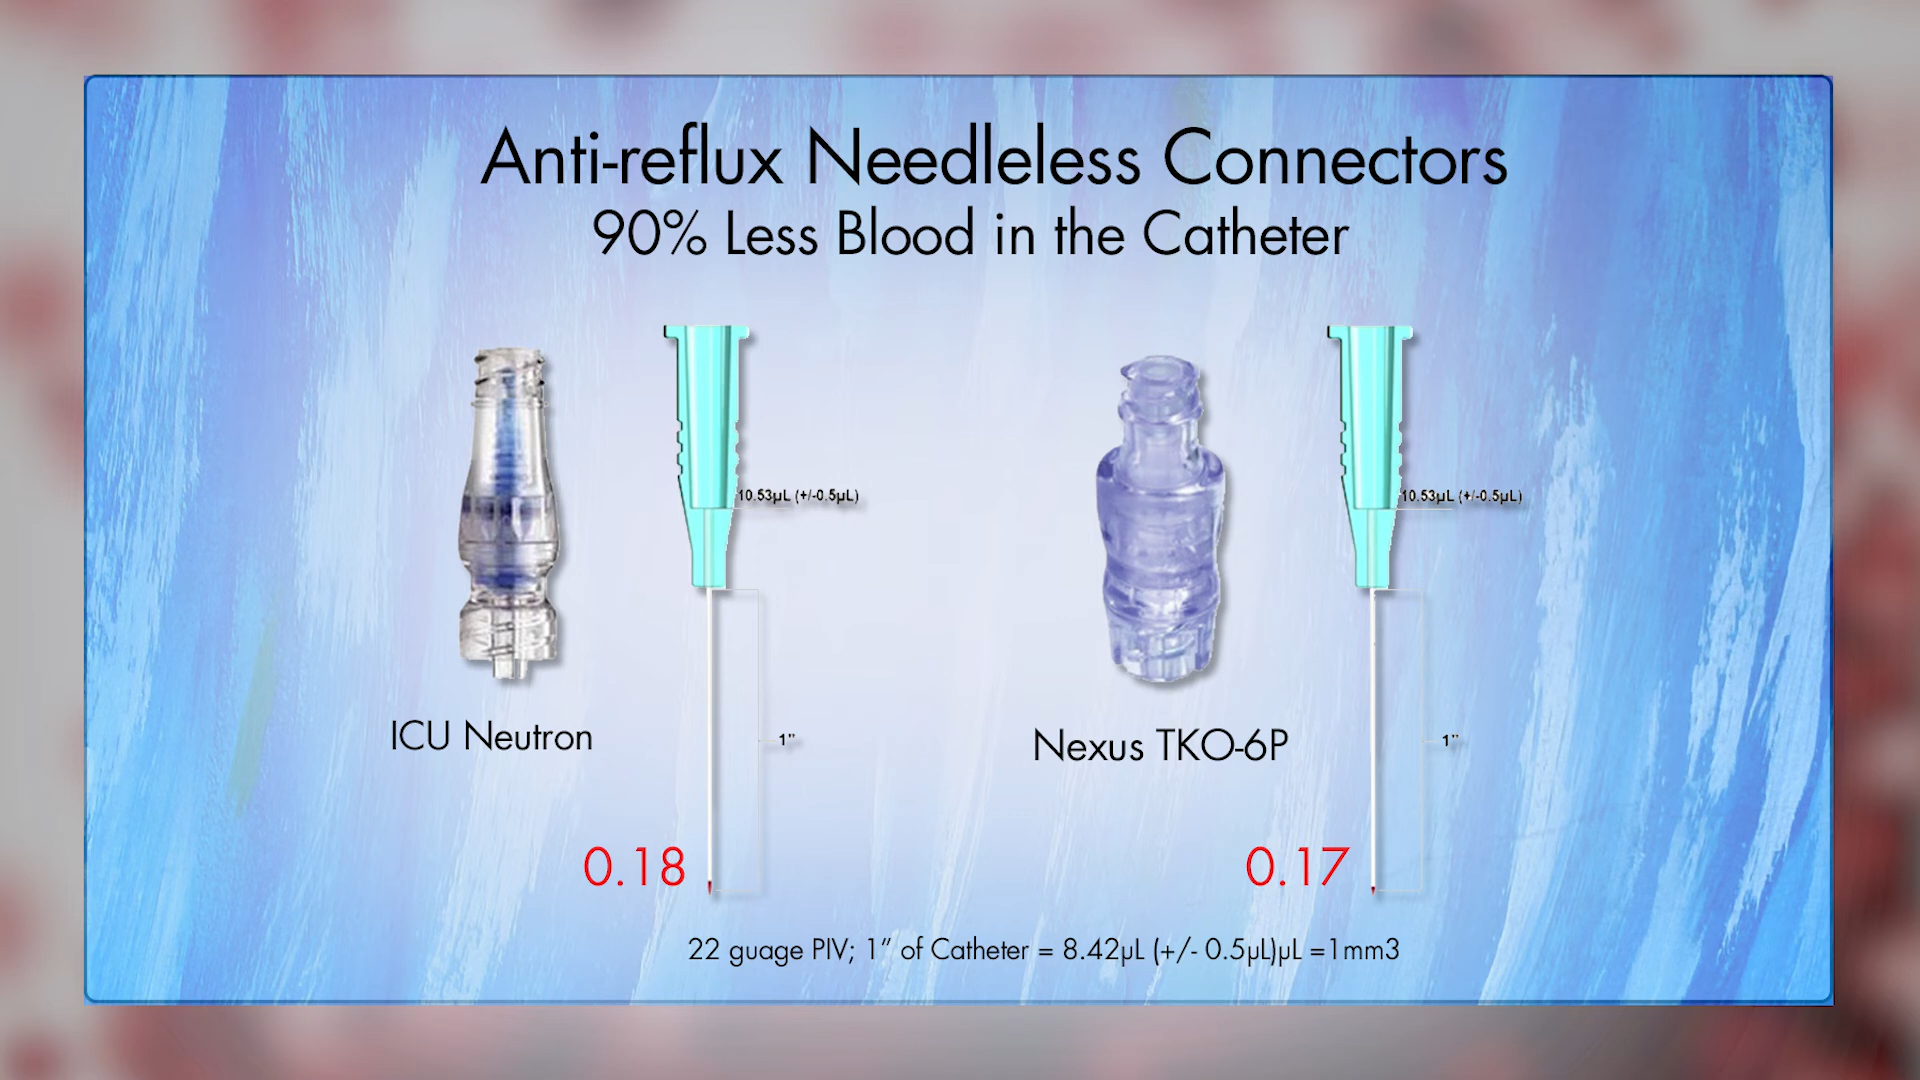 Anti-reflux Needleless Connectors
90% Less Blood in the Catheter
10.53µL (+/-0.5µL)
10.53µL (+/-0.5µL)
ICU Neutron
1"
Nexus TKO-6P
1"
0.18
0.17
22 guage PIV; 1" of Catheter = 8.42µL (+/- 0.5µL)µL =1mm3